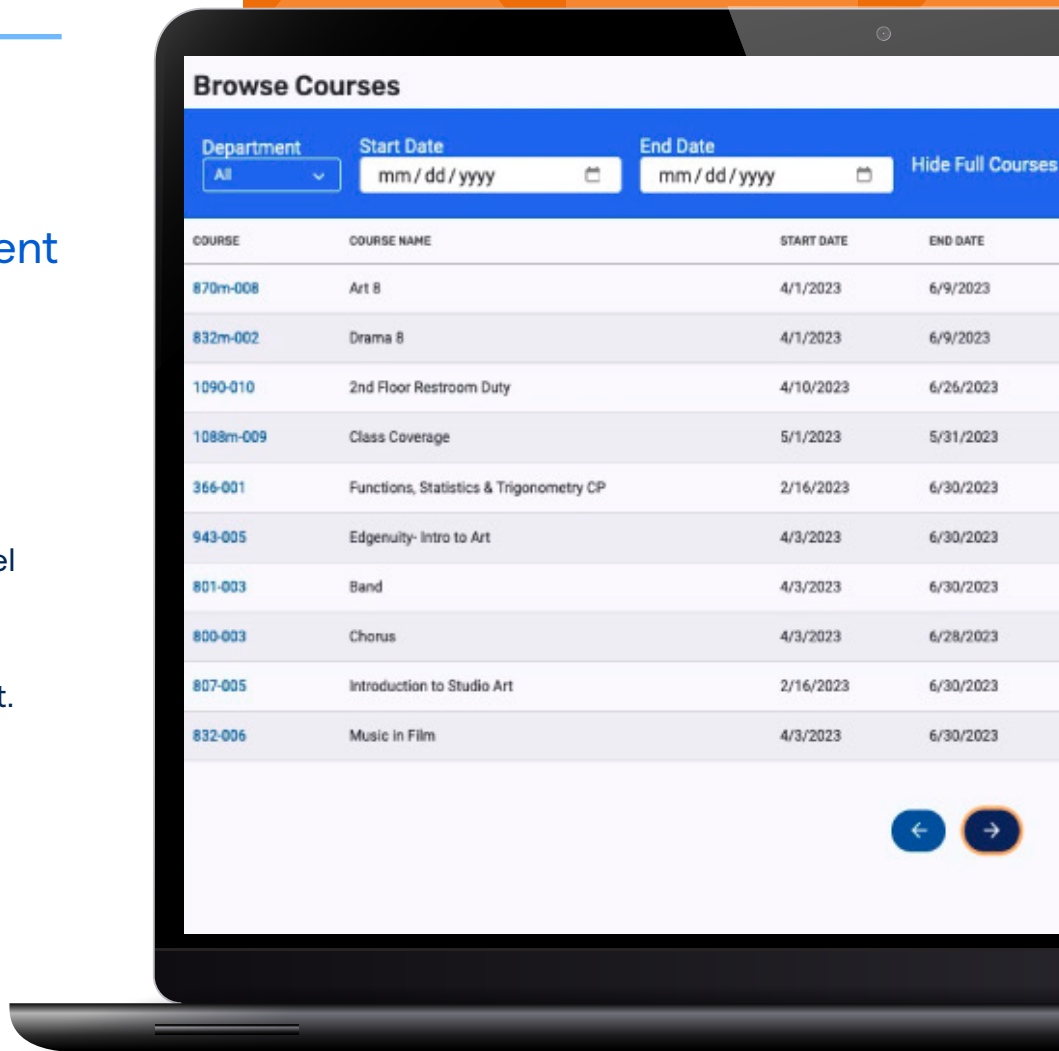 ent
el
t.
Browse Courses
Department Start Date End Date
All mm / dd / yyyy mm / dd / yyyy Hide Full Courses
COURSE COURSE NAME START DATE END DATE
870m-008 Art 8 4/1/2023 6/9/2023
832m-002 Drama 8 4/1/2023 6/9/2023
1090-010 2nd Floor Restroom Duty 4/10/2023 6/26/2023
1088m-009 Class Coverage 5/1/2023 5/31/2023
366-001 Functions, Statistics & Trigonometry CP 2/16/2023 6/30/2023
943-005 Edgenuity- Intro to Art 4/3/2023 6/30/2023
801-003 Band 4/3/2023 6/30/2023
800-003 Chorus 4/3/2023 6/28/2023
807-005 Introduction to Studio Art 2/16/2023 6/30/2023
832-006 Music in Film 4/3/2023 6/30/2023